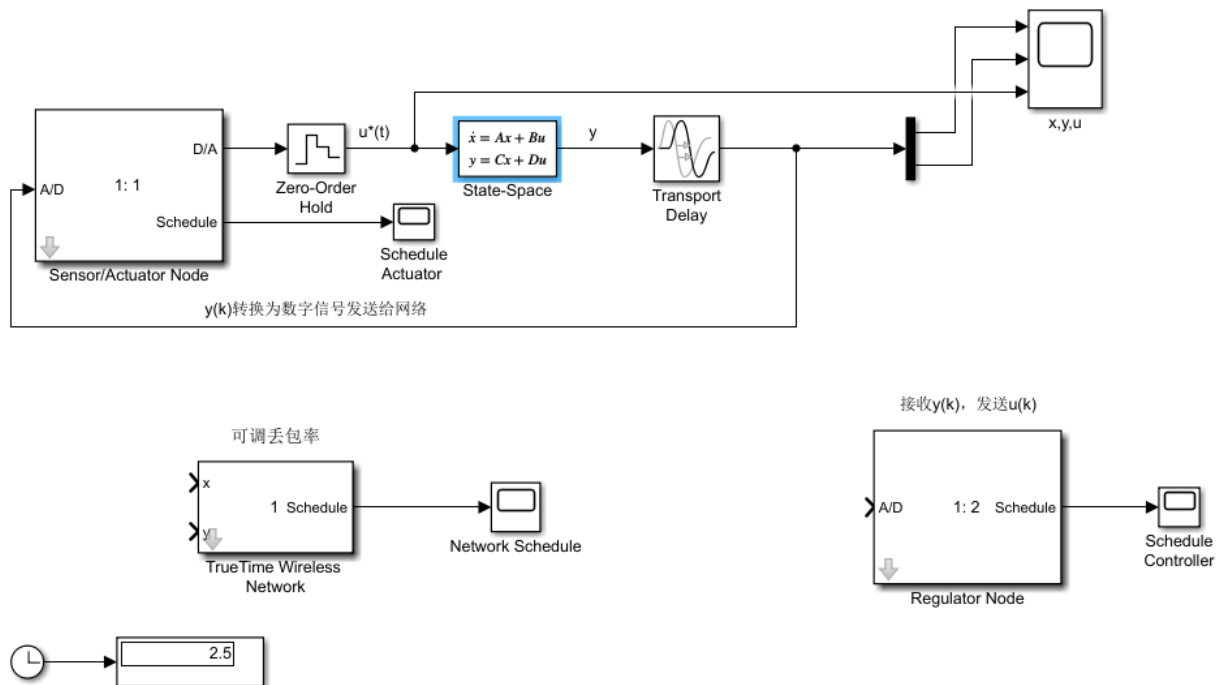 x,y,u
D/A
u*(t)
ẋ = Ax + Bu
y = Cx + Du
y
A/D
1: 1
Zero-Order
Hold
State-Space
Transport
Delay
Schedule
Sensor/Actuator Node
Schedule
Actuator
y(k)转换为数字信号发送给网络
接收y(k)，发送u(k)
可调丢包率
x
1
Schedule
y
Network Schedule
TrueTime Wireless
Network
A/D
1: 2
Schedule
Schedule
Controller
Regulator Node
2.5